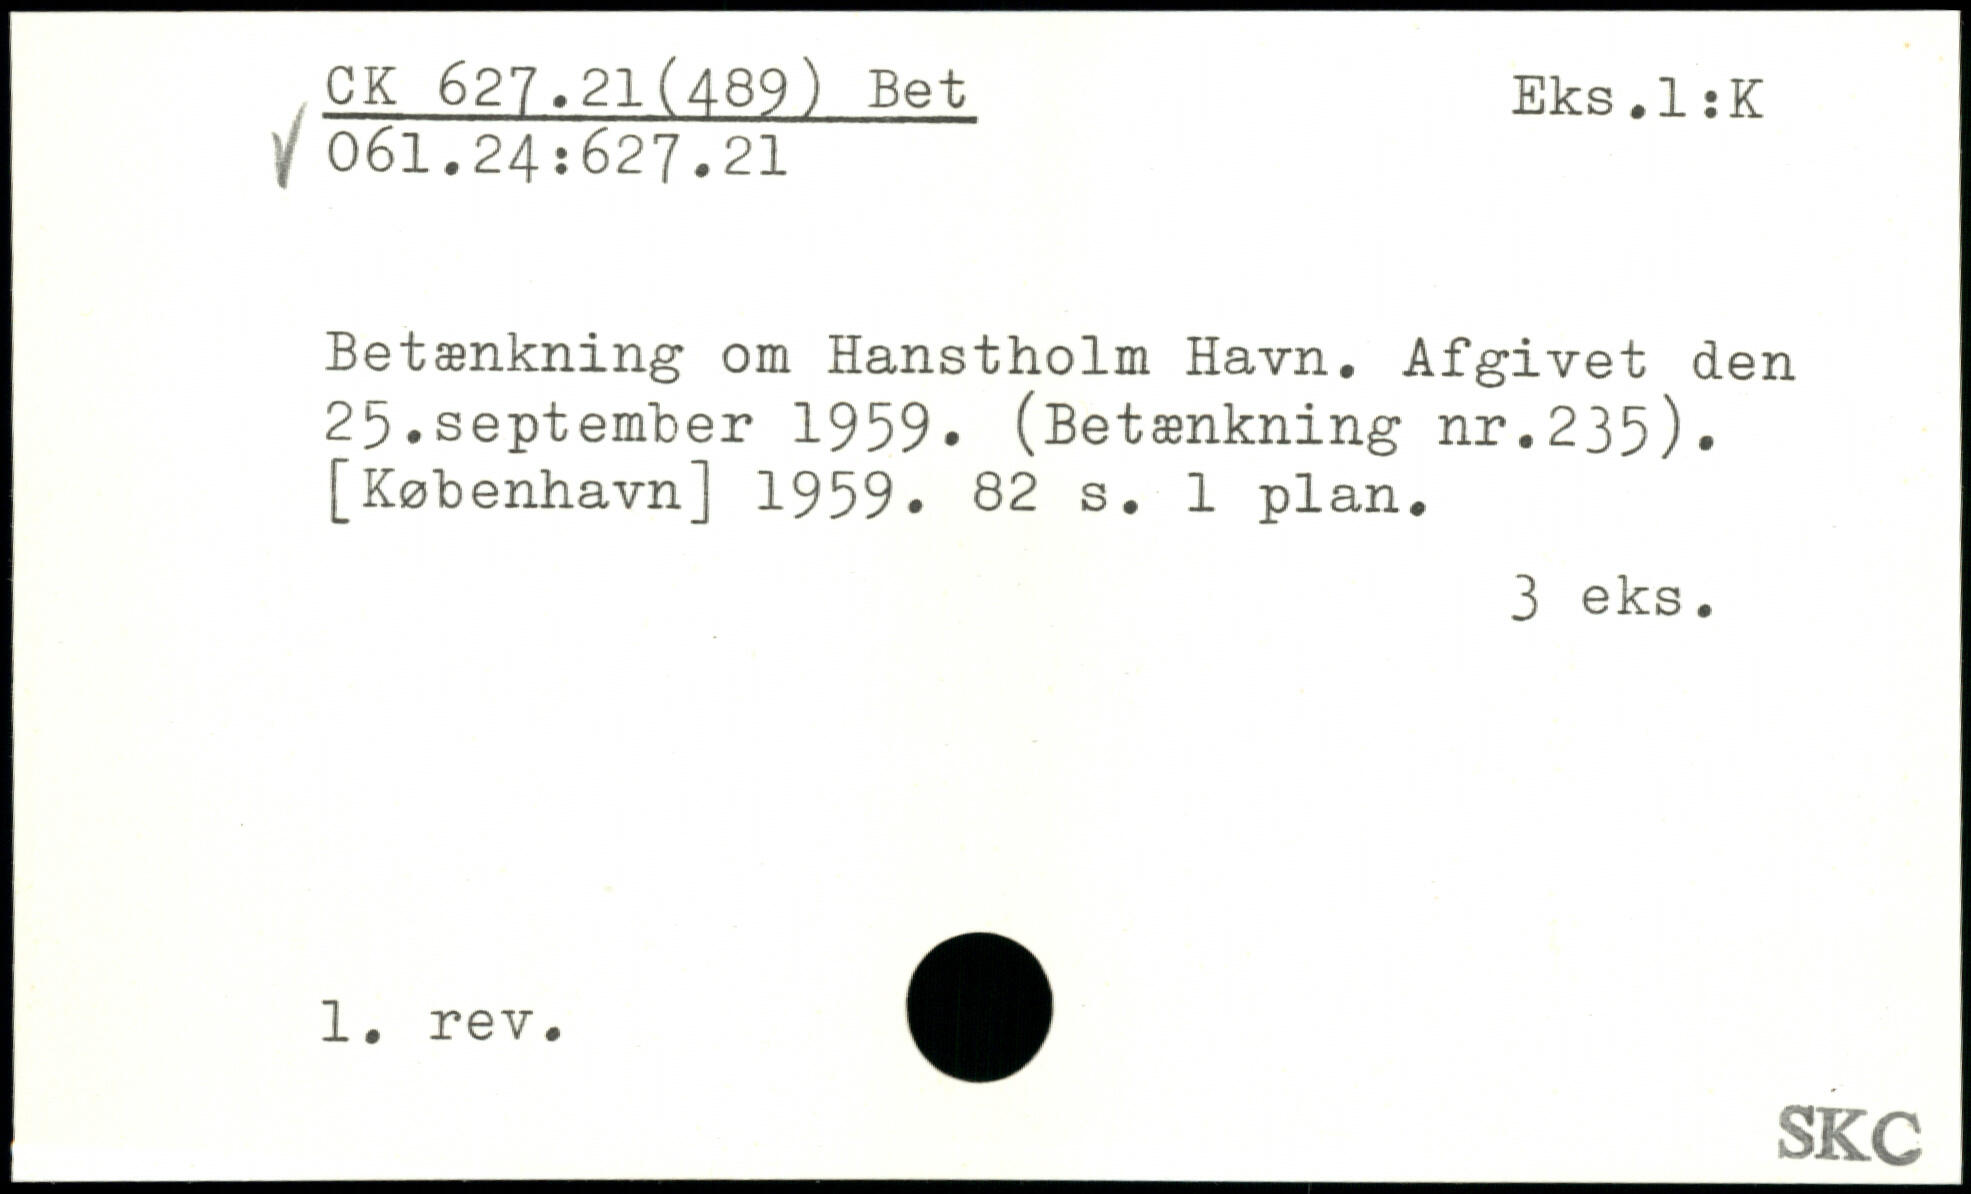 CK 627.21(489) Bet
Eks.1:K
061.24:627.21
Betænkning om Hanstholm Havn. Afgivet den
25.september 1959. (Betænkning nr.235).
[København] 1959. 82 s. 1 plan.
3 eks.
1. rev.
SKC